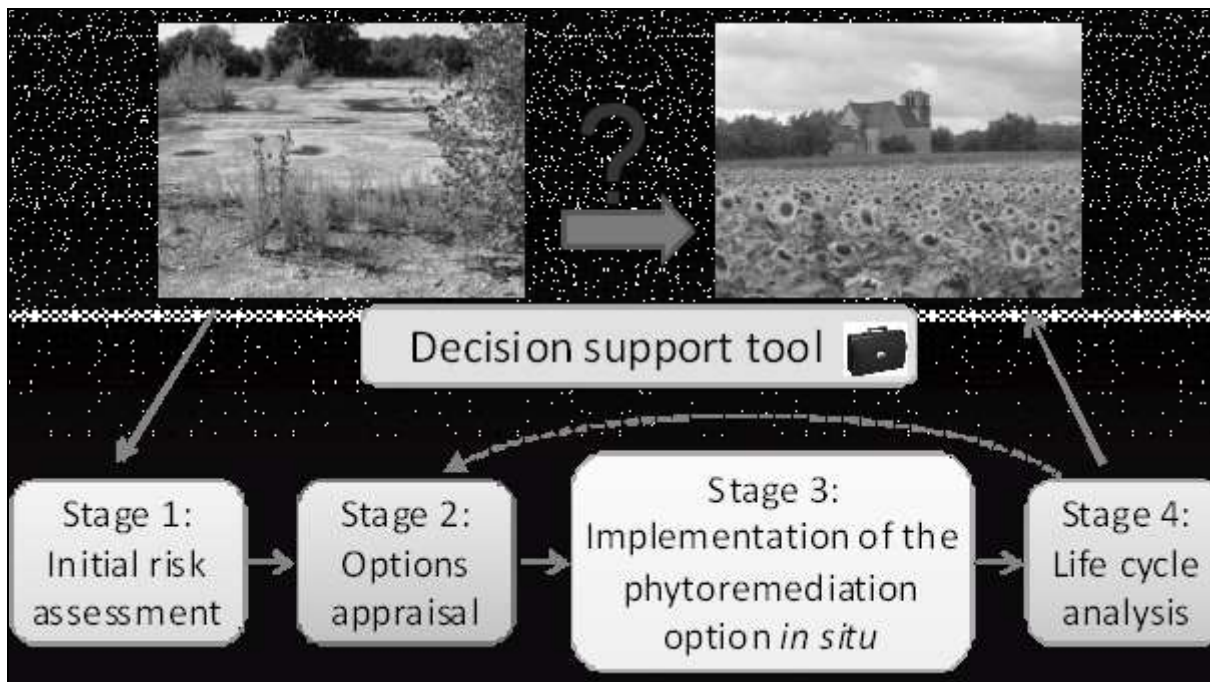 ?
Decision support tool
Stage 1:
Initial risk
assessment
Stage 2:
Options
appraisal
Stage 3:
Implementation of the
phytoremediation
option in situ
Stage 4:
Life cycle
analysis